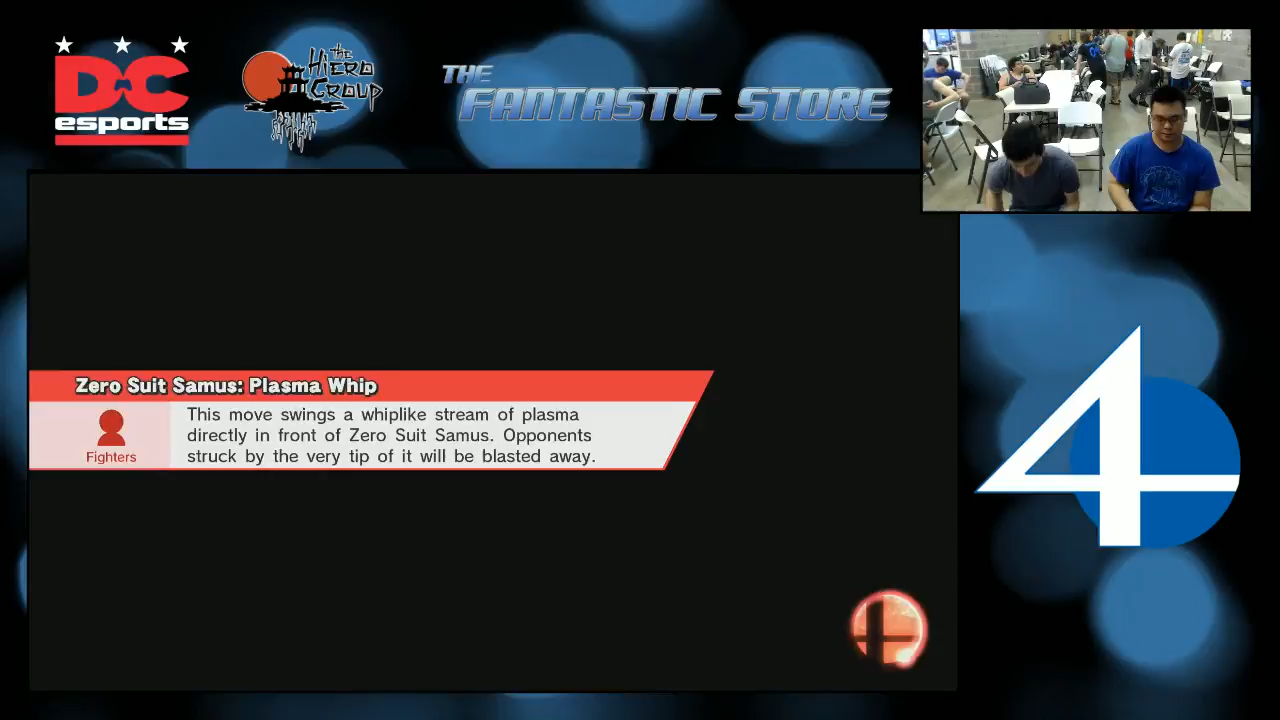 DC
esports
the
Hiero
Group
THE
FANTASTIC STORE
Zero Suit Samus: Plasma Whip
Fighters
This move swings a whiplike stream of plasma
directly in front of Zero Suit Samus. Opponents
struck by the very tip of it will be blasted away.
4